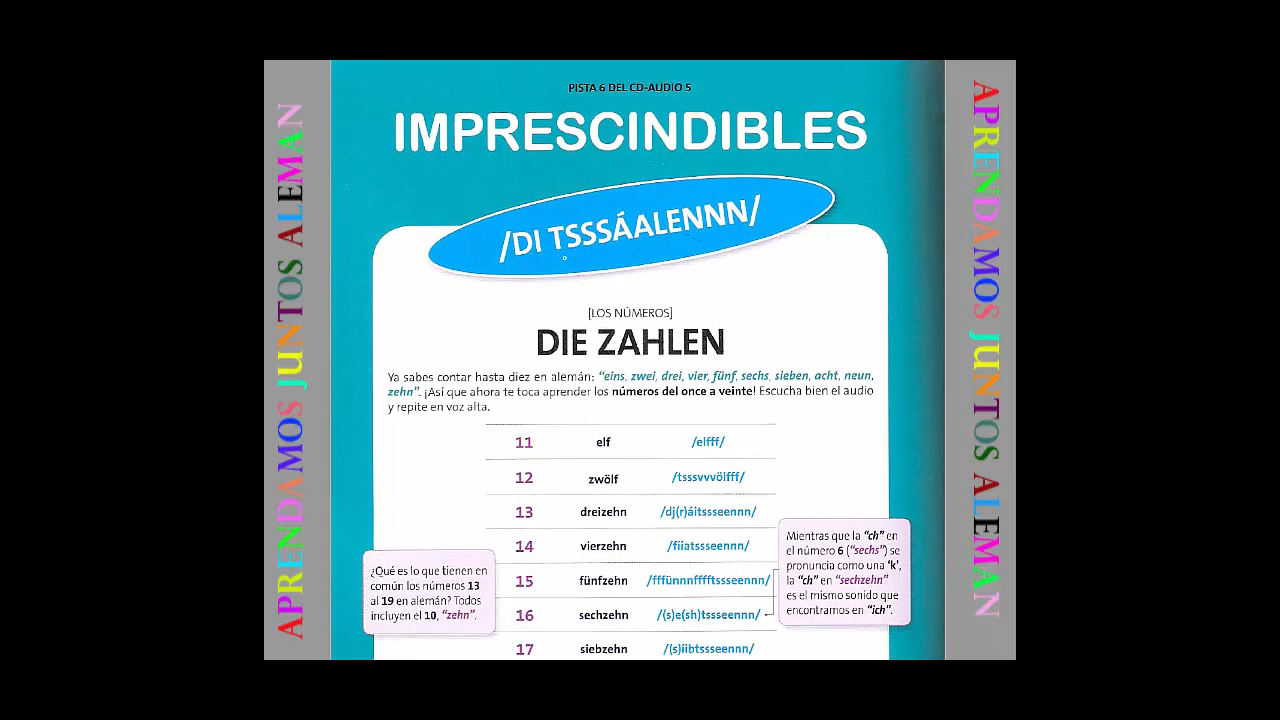 APRENDAMOS JUNTOS ALEMAN
PISTA 6 DEL CD-AUDIO 5
IMPRESCINDIBLES
/DI TSSSÁALENNN/
[LOS NÚMEROS]
DIE ZAHLEN
Ya sabes contar hasta diez en alemán: “eins, zwei, drei, vier, fünf, sechs, sieben, acht, neun,
zehn”. ¡Así que ahora te toca aprender los números del once a veinte! Escucha bien el audio
y repite en voz alta.
11 elf /elfff/
12 zwölf /tsssvvvölfff/
13 dreizehn /dj(r)áitssseennn/
14 vierzehn /fiiatssseennn/
15 fünfzehn /fffünnnfffftssseennn/
16 sechzehn /(s)e(sh)tssseennn/
17 siebzehn /(s)iibtssseennn/
¿Qué es lo que tienen en
común los números 13
al 19 en alemán? Todos
incluyen el 10, “zehn”.
Mientras que la “ch” en
el número 6 (“sechs”) se
pronuncia como una ‘k’,
la “ch” en “sechzehn”
es el mismo sonido que
encontramos en “ich”.
APRENDAMOS JUNTOS ALEMAN